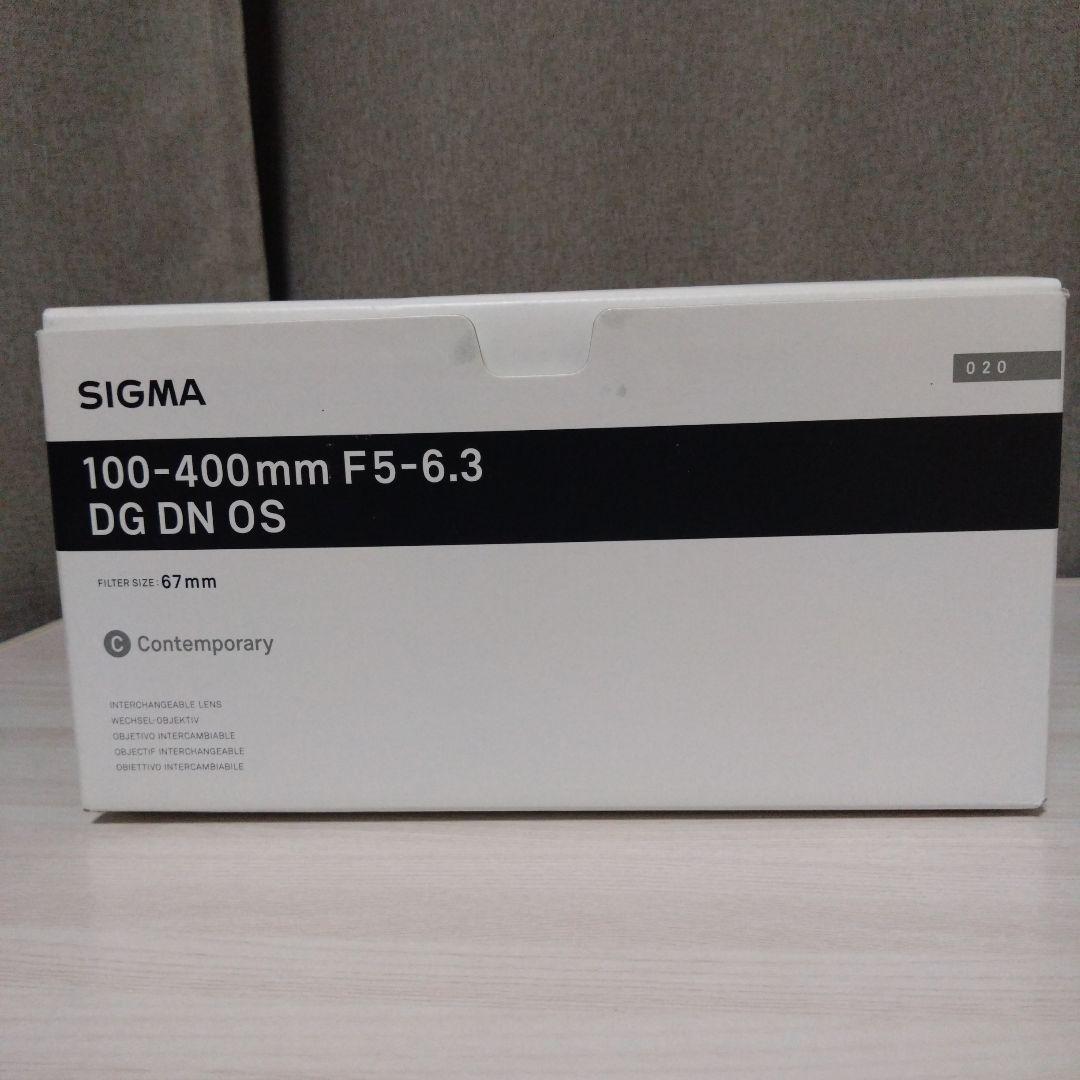 SIGMA
020
100-400mm F5-6.3
DG DN OS
FILTER SIZE: 67mm
C Contemporary
INTERCHANGEABLE LENS
WECHSEL-OBJEKTIV
OBJETIVO INTERCAMBIABLE
OBJECTIF INTERCHANGEABLE
OBIETTIVO INTERCAMBIABILE